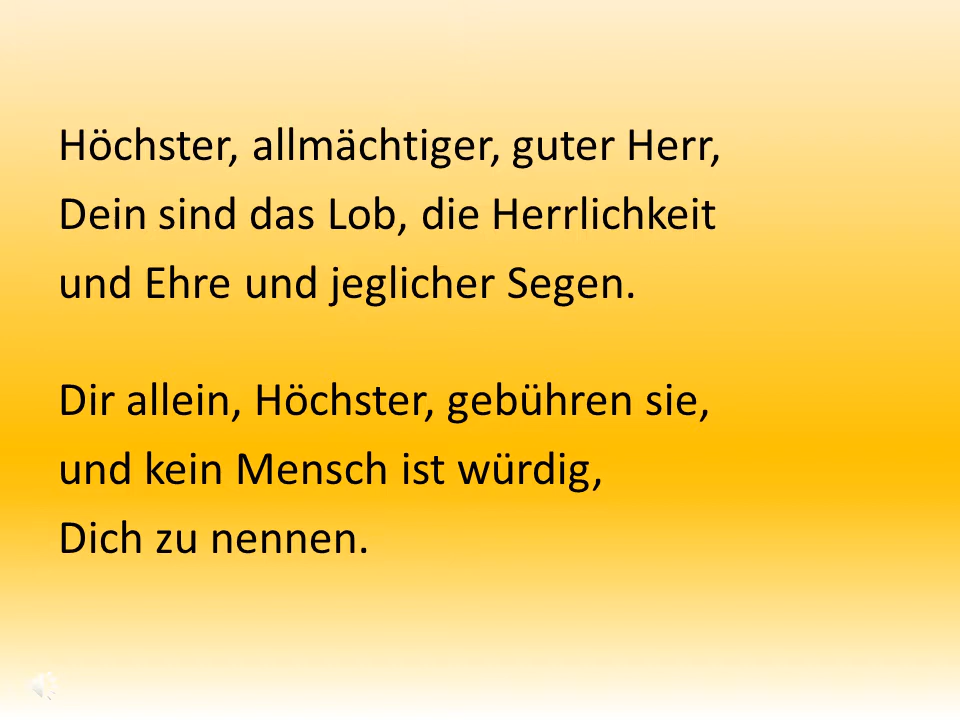 Höchster, allmächtiger, guter Herr,
Dein sind das Lob, die Herrlichkeit
und Ehre und jeglicher Segen.
Dir allein, Höchster, gebühren sie,
und kein Mensch ist würdig,
Dich zu nennen.